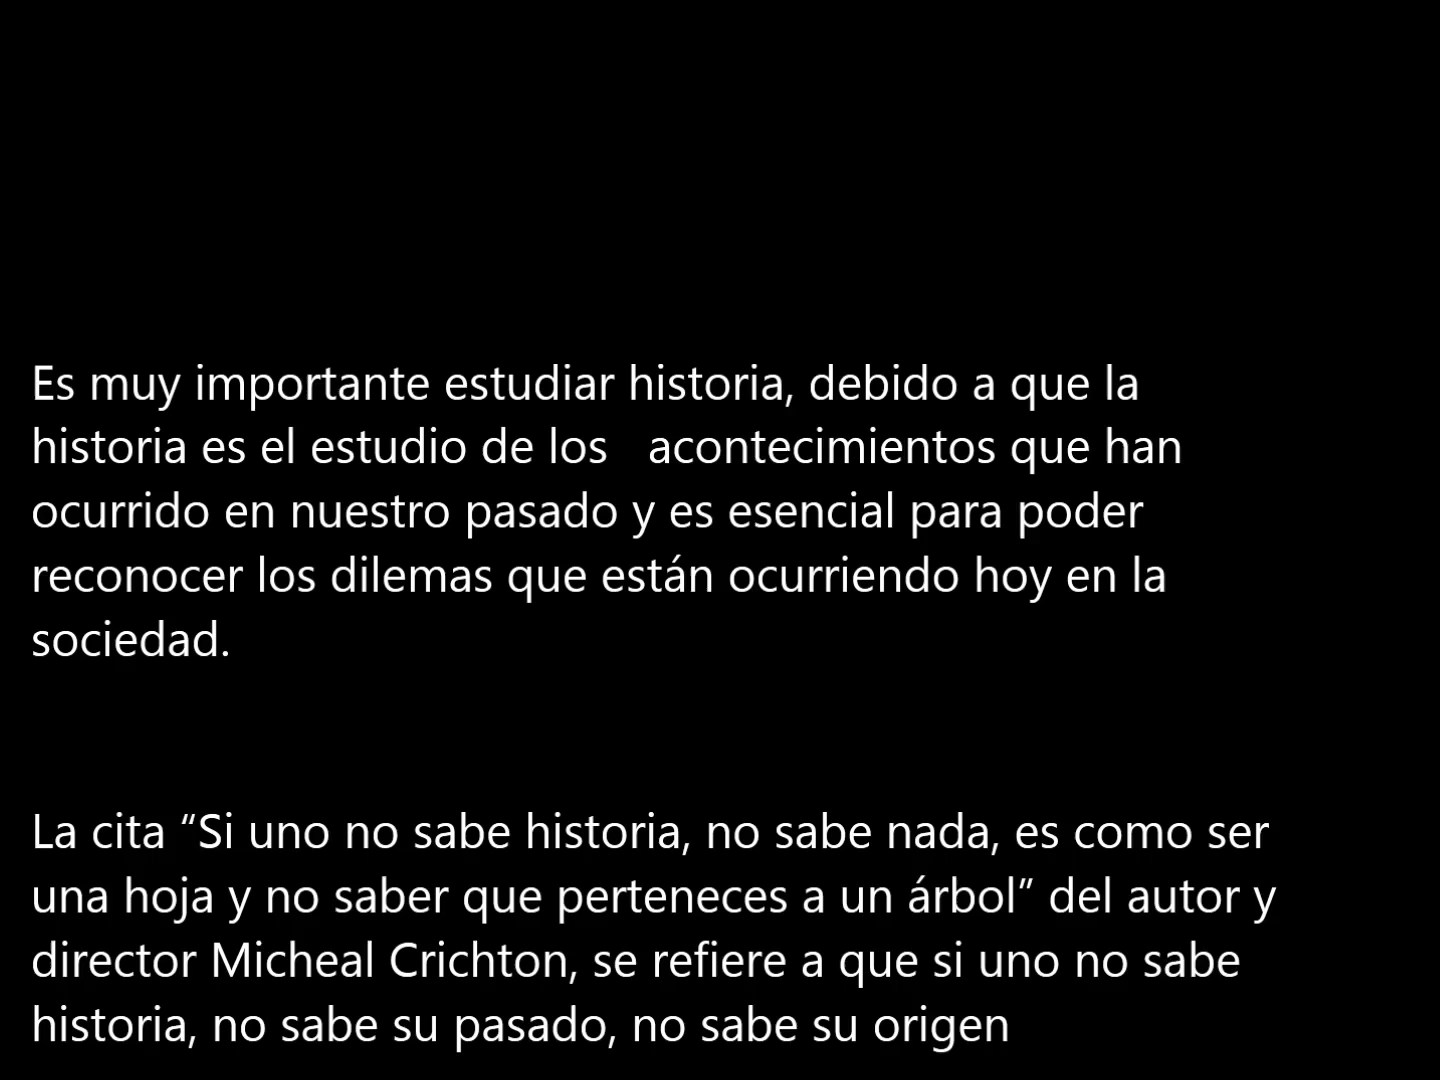 Es muy importante estudiar historia, debido a que la
historia es el estudio de los   acontecimientos que han
ocurrido en nuestro pasado y es esencial para poder
reconocer los dilemas que están ocurriendo hoy en la
sociedad.
La cita “Si uno no sabe historia, no sabe nada, es como ser
una hoja y no saber que perteneces a un árbol” del autor y
director Micheal Crichton, se refiere a que si uno no sabe
historia, no sabe su pasado, no sabe su origen